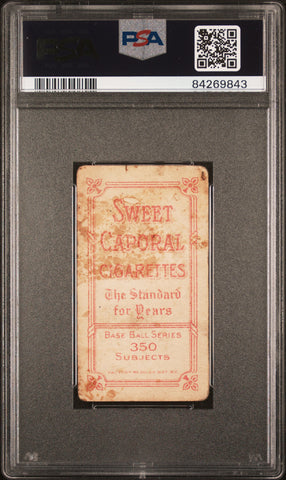 PSA
84269843
SWEET
CAPORAL
CIGARETTES
The Standard
for Years
BASE BALL SERIES
350
SUBJECTS